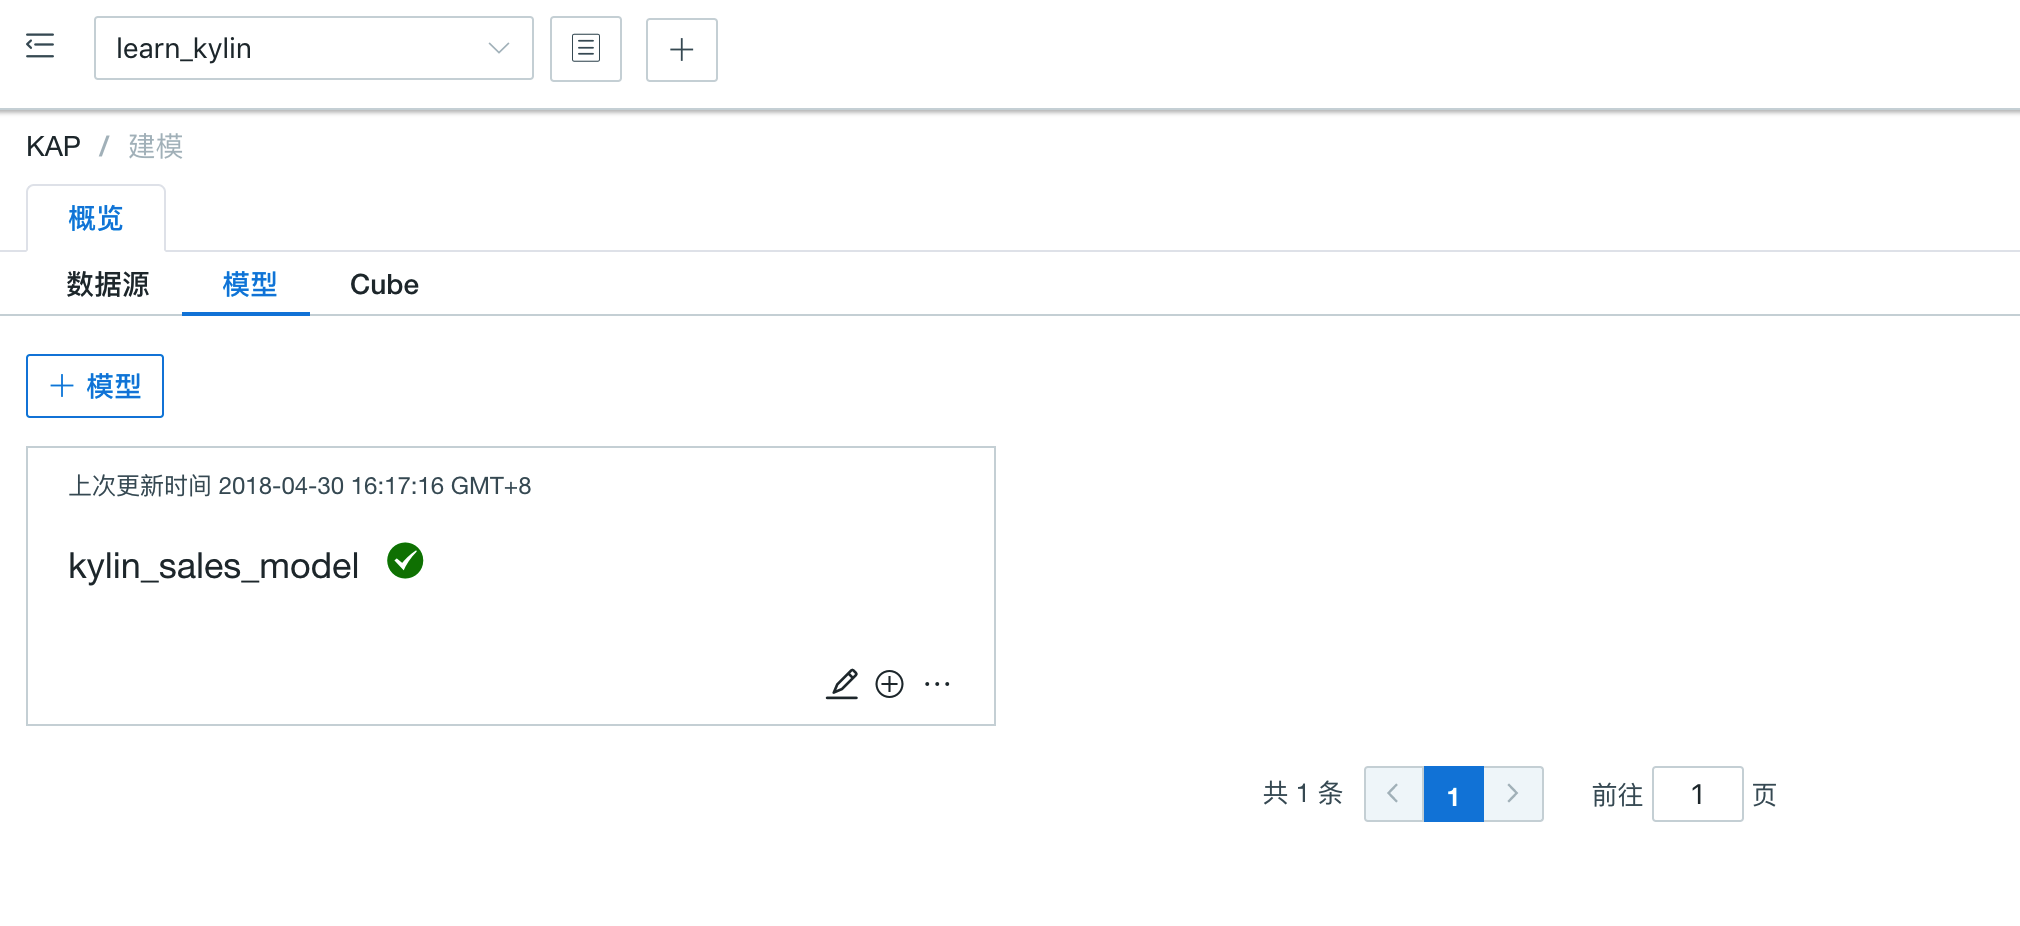 learn_kylin
KAP / 建模
概览
数据源 模型 Cube
+ 模型
上次更新时间 2018-04-30 16:17:16 GMT+8
kylin_sales_model
共 1 条 < 1 > 前往 1 页